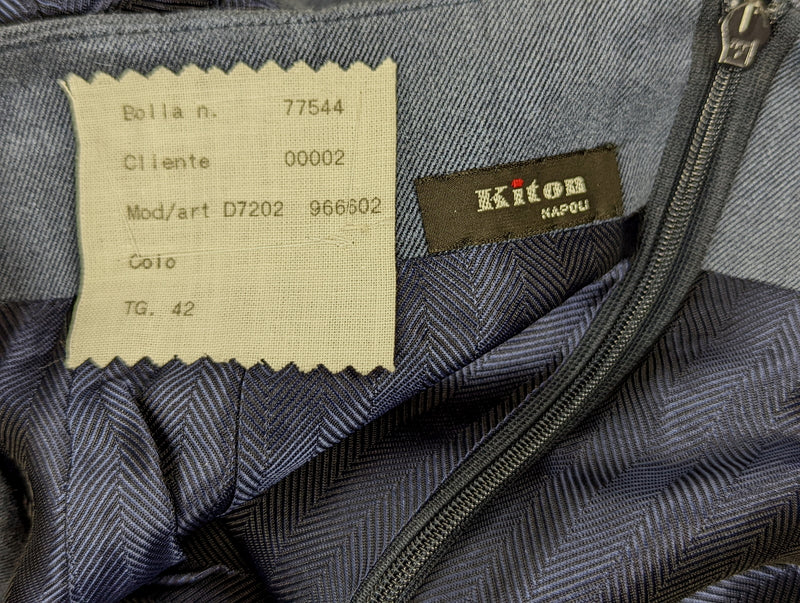 Bolla n. 77544
Cliente 00002
Mod/art D7202 966602
Colo
TG. 42
Kiton
NAPOLI